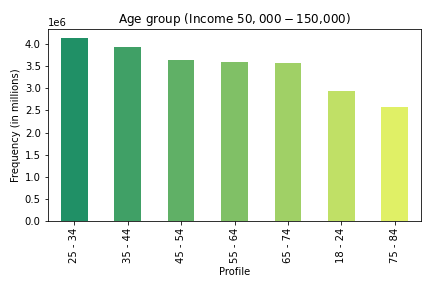 Age group (Income 50,000 − 150,000)
1e6
4.0
3.5
3.0
2.5
2.0
1.5
1.0
0.5
0.0
Frequency (in millions)
25 - 34
35 - 44
45 - 54
55 - 64
65 - 74
18 - 24
75 - 84
Profile